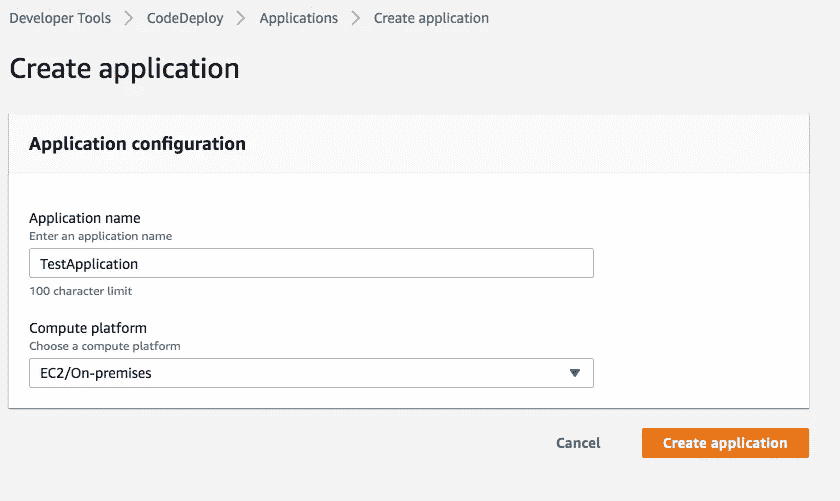 Developer Tools > CodeDeploy > Applications > Create application
Create application
Application configuration
Application name
Enter an application name
TestApplication
100 character limit
Compute platform
Choose a compute platform
EC2/On-premises
Cancel Create application